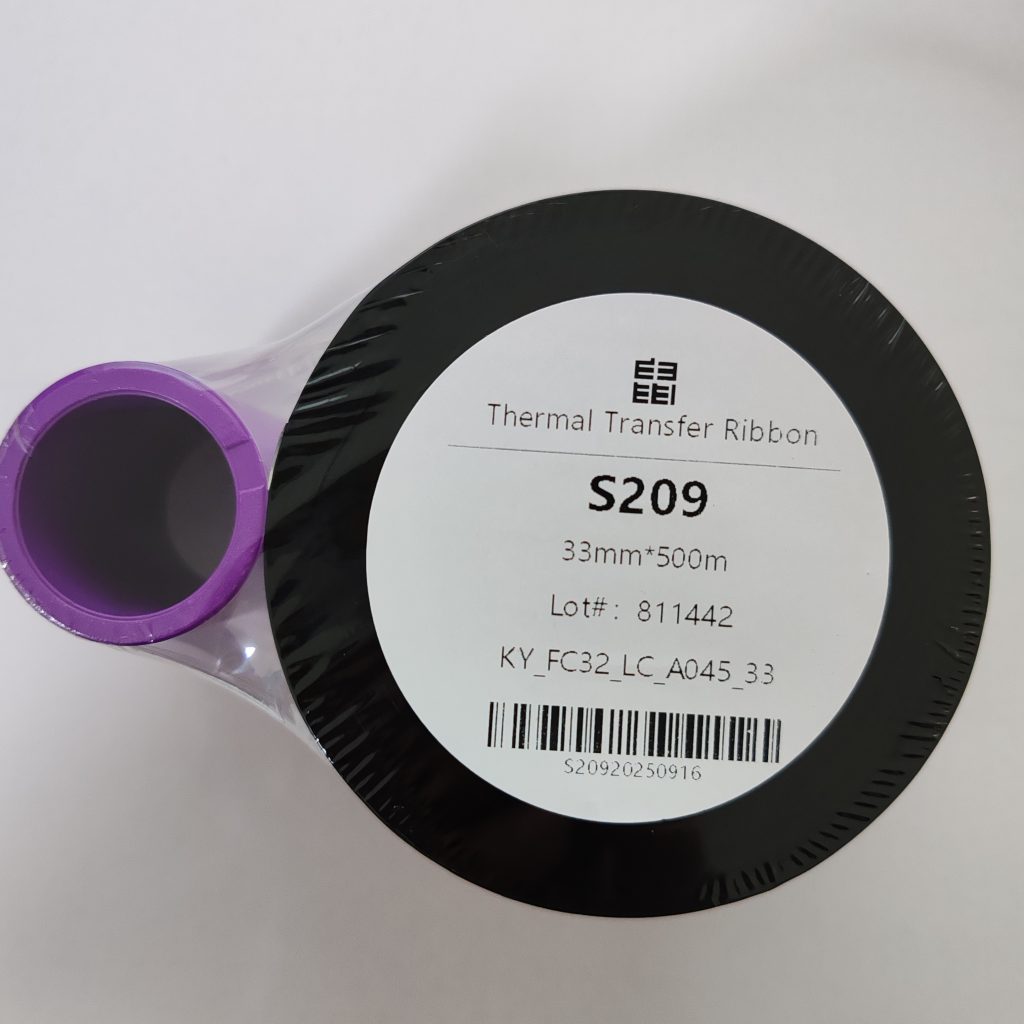 Thermal Transfer Ribbon
S209
33mm*500m
Lot#: 811442
KY_FC32_LC_A045_33
S20920250916